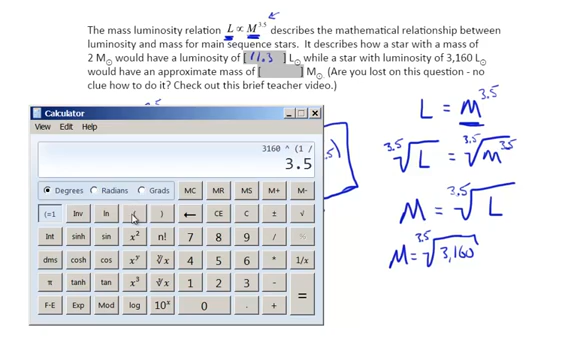 The mass luminosity relation L ∝ M^3.5 describes the mathematical relationship between
luminosity and mass for main sequence stars. It describes how a star with a mass of
2 M☉ would have a luminosity of [ 11.3 ] L☉ while a star with luminosity of 3,160 L☉
would have an approximate mass of [ ] M☉. (Are you lost on this question - no
clue how to do it? Check out this brief teacher video.)
L = M^3.5
3.5√L = 3.5√M^3.5
M = 3.5√L
M = 3.5√3,160
5)
Calculator
View Edit Help
3160 ^ (1 /
3.5
Degrees Radians Grads MC MR MS M+ M-
(=1 Inv ln ( ) ← CE C ± √
Int sinh sin x² n! 7 8 9 / %
dms cosh cos xʸ ʸ√x 4 5 6 * 1/x
π tanh tan x³ ³√x 1 2 3 - =
F-E Exp Mod log 10ˣ 0 . +